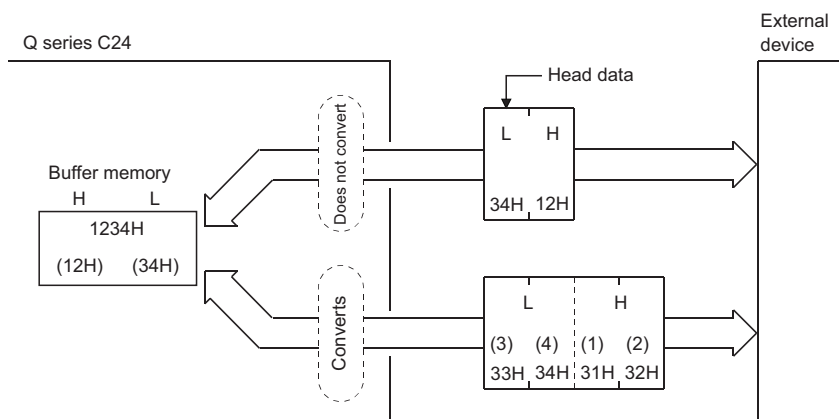 Q series C24
External
device
Head data
Does not convert
L H
34H 12H
Buffer memory
H L
1234H
(12H) (34H)
Converts
L H
(3) (4) (1) (2)
33H 34H 31H 32H